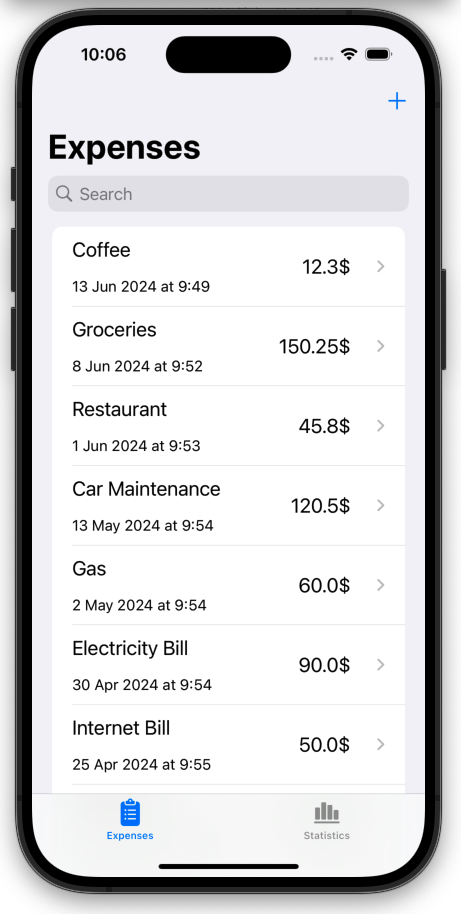 10:06
Expenses
Search
Coffee
12.3$
13 Jun 2024 at 9:49
Groceries
150.25$
8 Jun 2024 at 9:52
Restaurant
45.8$
1 Jun 2024 at 9:53
Car Maintenance
120.5$
13 May 2024 at 9:54
Gas
60.0$
2 May 2024 at 9:54
Electricity Bill
90.0$
30 Apr 2024 at 9:54
Internet Bill
50.0$
25 Apr 2024 at 9:55
Expenses
Statistics